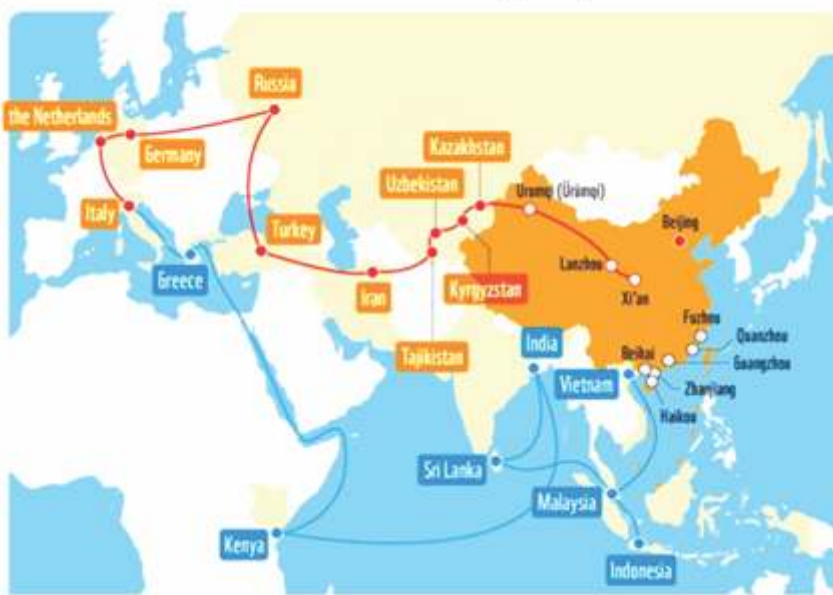 Russia
the Netherlands
Germany
Kazakhstan
Uzbekistan
Urumqi (Ürümqi)
Italy
Beijing
Turkey
Greece
Lanzhou
Iran
Kyrgyzstan
Xi'an
Fuzhou
Quanzhou
India
Tajikistan
Beihai
Guangzhou
Vietnam
Zhanjiang
Haikou
Sri Lanka
Malaysia
Kenya
Indonesia